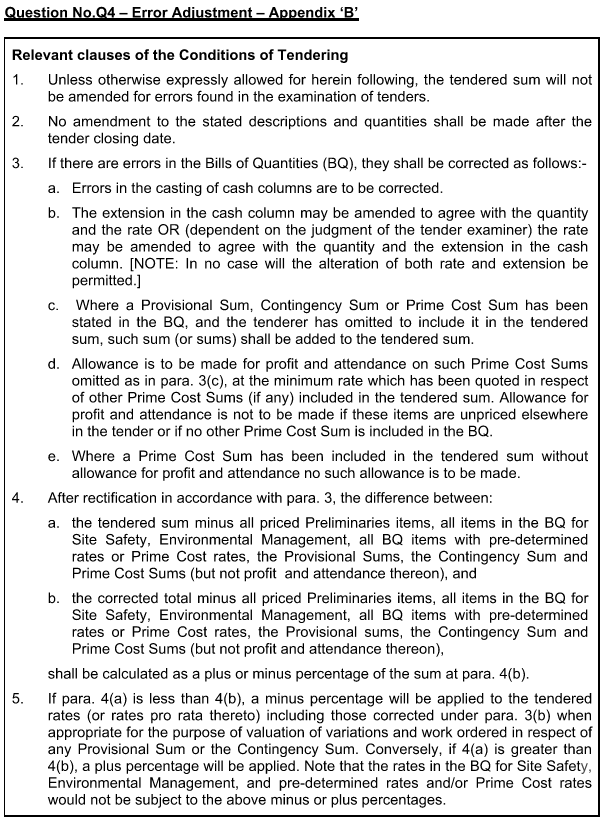 Question No.Q4 – Error Adjustment – Appendix ‘B’
Relevant clauses of the Conditions of Tendering
1. Unless otherwise expressly allowed for herein following, the tendered sum will not
be amended for errors found in the examination of tenders.
2. No amendment to the stated descriptions and quantities shall be made after the
tender closing date.
3. If there are errors in the Bills of Quantities (BQ), they shall be corrected as follows:-
a. Errors in the casting of cash columns are to be corrected.
b. The extension in the cash column may be amended to agree with the quantity
and the rate OR (dependent on the judgment of the tender examiner) the rate
may be amended to agree with the quantity and the extension in the cash
column. [NOTE: In no case will the alteration of both rate and extension be
permitted.]
c. Where a Provisional Sum, Contingency Sum or Prime Cost Sum has been
stated in the BQ, and the tenderer has omitted to include it in the tendered
sum, such sum (or sums) shall be added to the tendered sum.
d. Allowance is to be made for profit and attendance on such Prime Cost Sums
omitted as in para. 3(c), at the minimum rate which has been quoted in respect
of other Prime Cost Sums (if any) included in the tendered sum. Allowance for
profit and attendance is not to be made if these items are unpriced elsewhere
in the tender or if no other Prime Cost Sum is included in the BQ.
e. Where a Prime Cost Sum has been included in the tendered sum without
allowance for profit and attendance no such allowance is to be made.
4. After rectification in accordance with para. 3, the difference between:
a. the tendered sum minus all priced Preliminaries items, all items in the BQ for
Site Safety, Environmental Management, all BQ items with pre-determined
rates or Prime Cost rates, the Provisional Sums, the Contingency Sum and
Prime Cost Sums (but not profit and attendance thereon), and
b. the corrected total minus all priced Preliminaries items, all items in the BQ for
Site Safety, Environmental Management, all BQ items with pre-determined
rates or Prime Cost rates, the Provisional sums, the Contingency Sum and
Prime Cost Sums (but not profit and attendance thereon),
shall be calculated as a plus or minus percentage of the sum at para. 4(b).
5. If para. 4(a) is less than 4(b), a minus percentage will be applied to the tendered
rates (or rates pro rata thereto) including those corrected under para. 3(b) when
appropriate for the purpose of valuation of variations and work ordered in respect of
any Provisional Sum or the Contingency Sum. Conversely, if 4(a) is greater than
4(b), a plus percentage will be applied. Note that the rates in the BQ for Site Safety,
Environmental Management, and pre-determined rates and/or Prime Cost rates
would not be subject to the above minus or plus percentages.